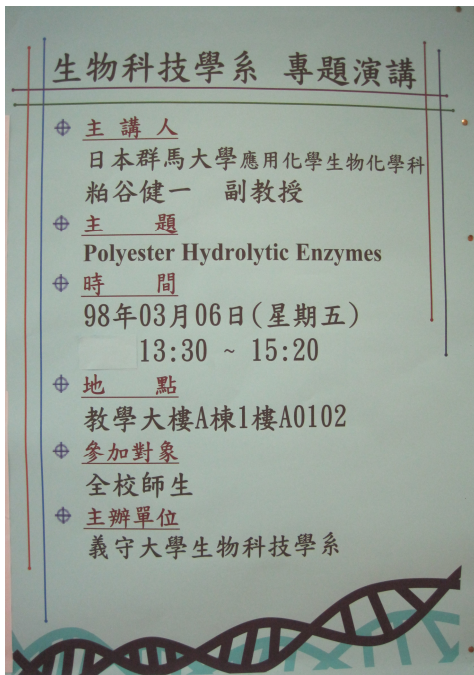 生物科技學系 專題演講
主講人
日本群馬大學應用化學生物化學科
粕谷健一 副教授
主題
Polyester Hydrolytic Enzymes
時間
98年03月06日(星期五)
13:30 ~ 15:20
地點
教學大樓A棟1樓A0102
參加對象
全校師生
主辦單位
義守大學生物科技學系